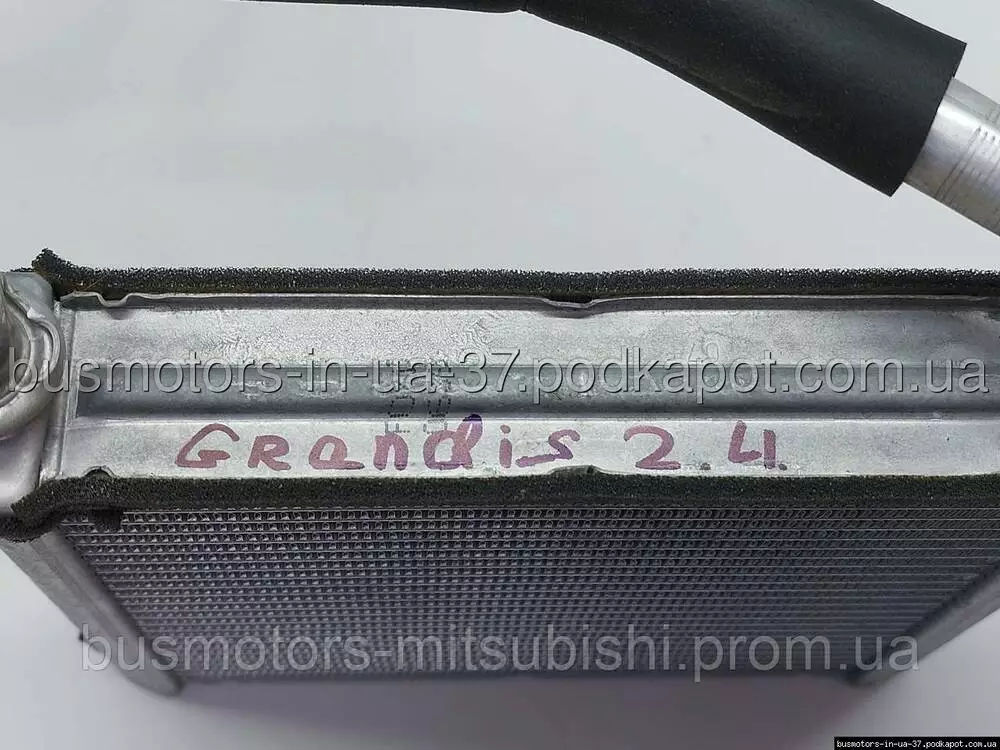 busmotors-in-ua-37.podkapot.com.ua
GRandis 2.4.
busmotors-mitsubishi.prom.ua
busmotors-in-ua-37.podkapot.com.ua